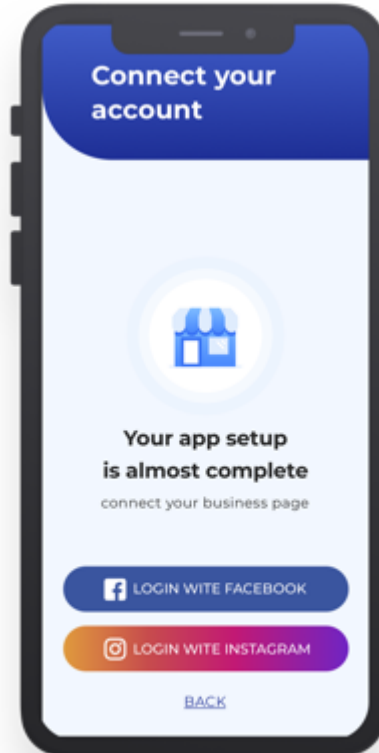 Connect your
account
Your app setup
is almost complete
connect your business page
LOGIN WITE FACEBOOK
LOGIN WITE INSTAGRAM
BACK